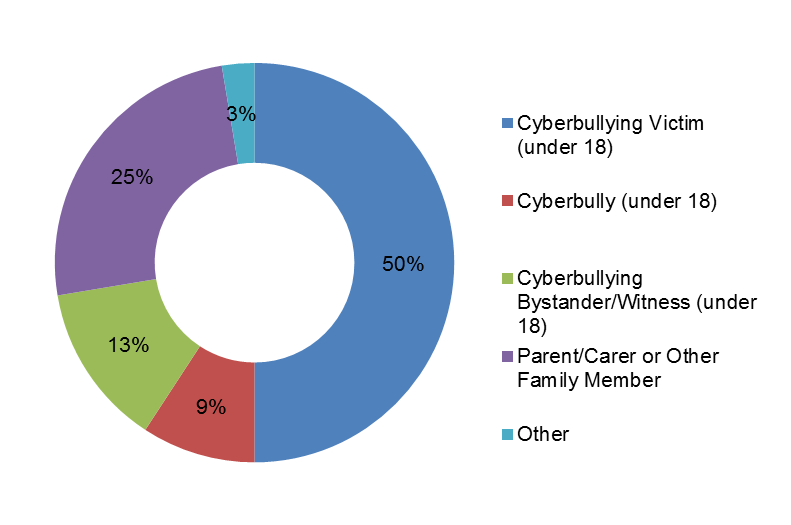 3%
25%
50%
13%
9%
Cyberbullying Victim
(under 18)
Cyberbully (under 18)
Cyberbullying
Bystander/Witness (under
18)
Parent/Carer or Other
Family Member
Other